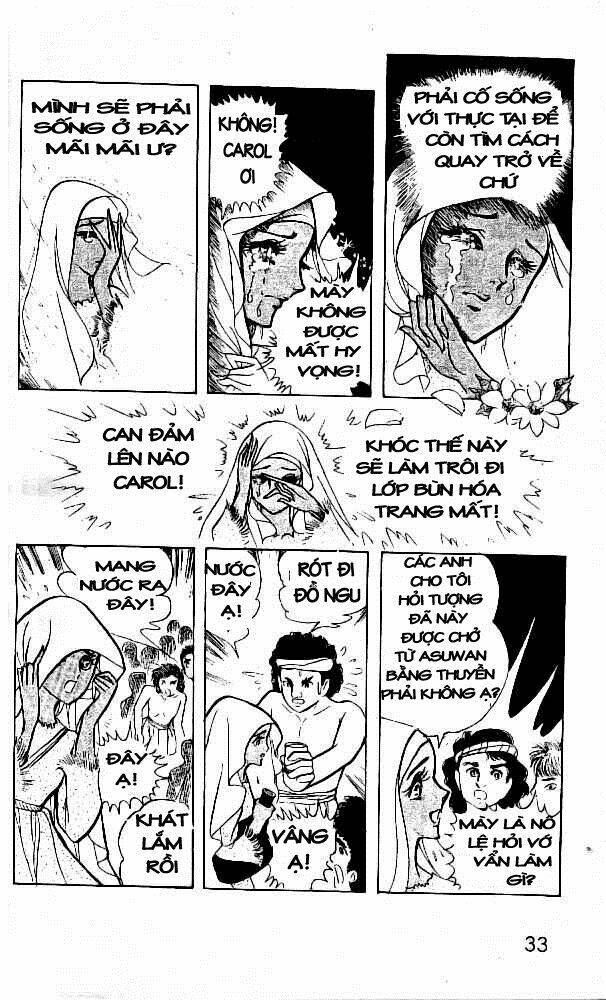 MÌNH SẼ PHẢI
SỐNG Ở ĐÂY
MÃI MÃI Ư?
KHÔNG!
CAROL
ƠI
MÀY
KHÔNG
ĐƯỢC
MẤT HY
VỌNG!
PHẢI CỐ SỐNG
VỚI THỰC TẠI ĐỂ
CÒN TÌM CÁCH
QUAY TRỞ VỀ
CHỨ
CAN ĐẢM
LÊN NÀO
CAROL!
KHÓC THẾ NÀY
SẼ LÀM TRÔI ĐI
LỚP BÙN HÓA
TRANG MẤT!
MANG
NƯỚC RA
ĐÂY!
ĐÂY
Ạ!
KHÁT
LẮM
RỒI
NƯỚC
ĐÂY
Ạ!
RÓT ĐI
ĐỒ NGU
VÂNG
Ạ!
CÁC ANH
CHO TÔI
HỎI TƯỢNG
ĐÁ NÀY
ĐƯỢC CHỞ
TỪ ASUWAN
BẰNG THUYỀN
PHẢI KHÔNG Ạ?
MÀY LÀ NÔ
LỆ HỎI VỚ
VẨN LÀM
GÌ?
33